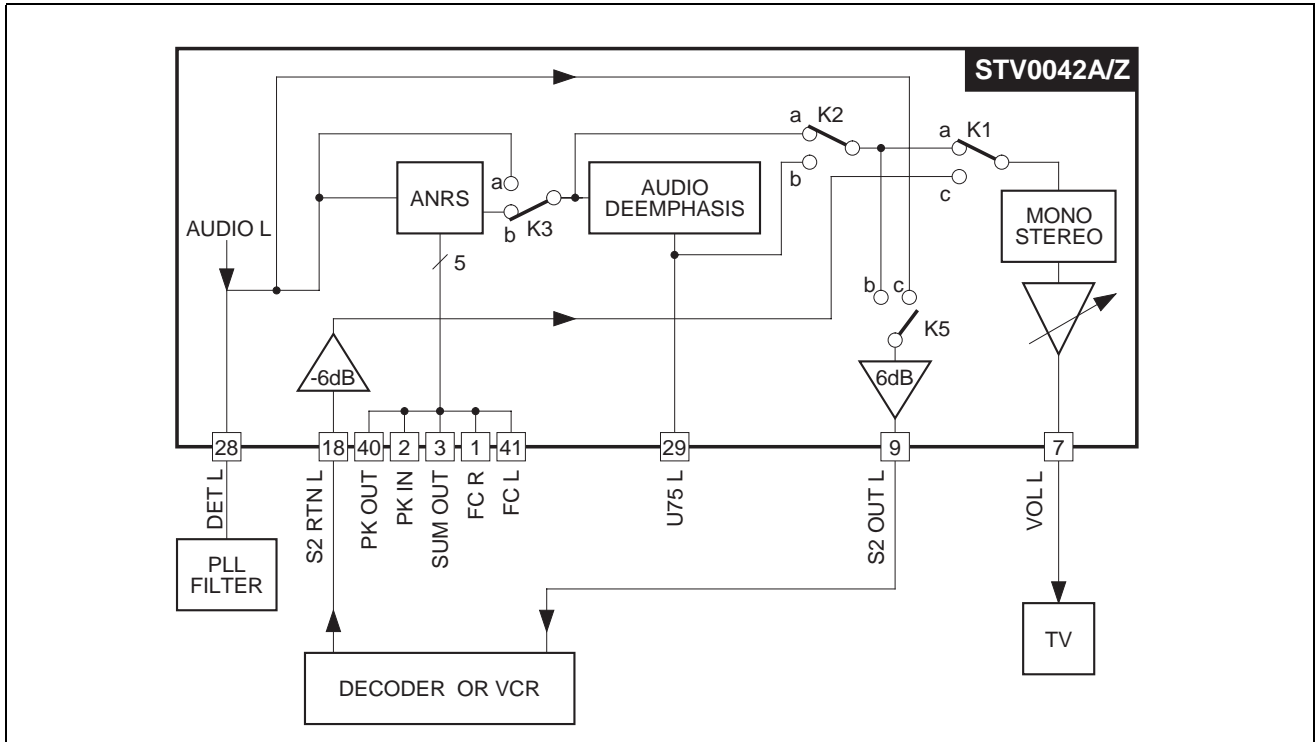 STV0042A/Z
a K2
a K1
b
c
a
ANRS
b K3
AUDIO
DEEMPHASIS
MONO
STEREO
AUDIO L
5
b c
K5
-6dB
6dB
28
18
40
2
3
1
41
29
9
7
DET L
S2 RTN L
PK OUT
PK IN
SUM OUT
FC R
FC L
U75 L
S2 OUT L
VOL L
PLL
FILTER
TV
DECODER OR VCR